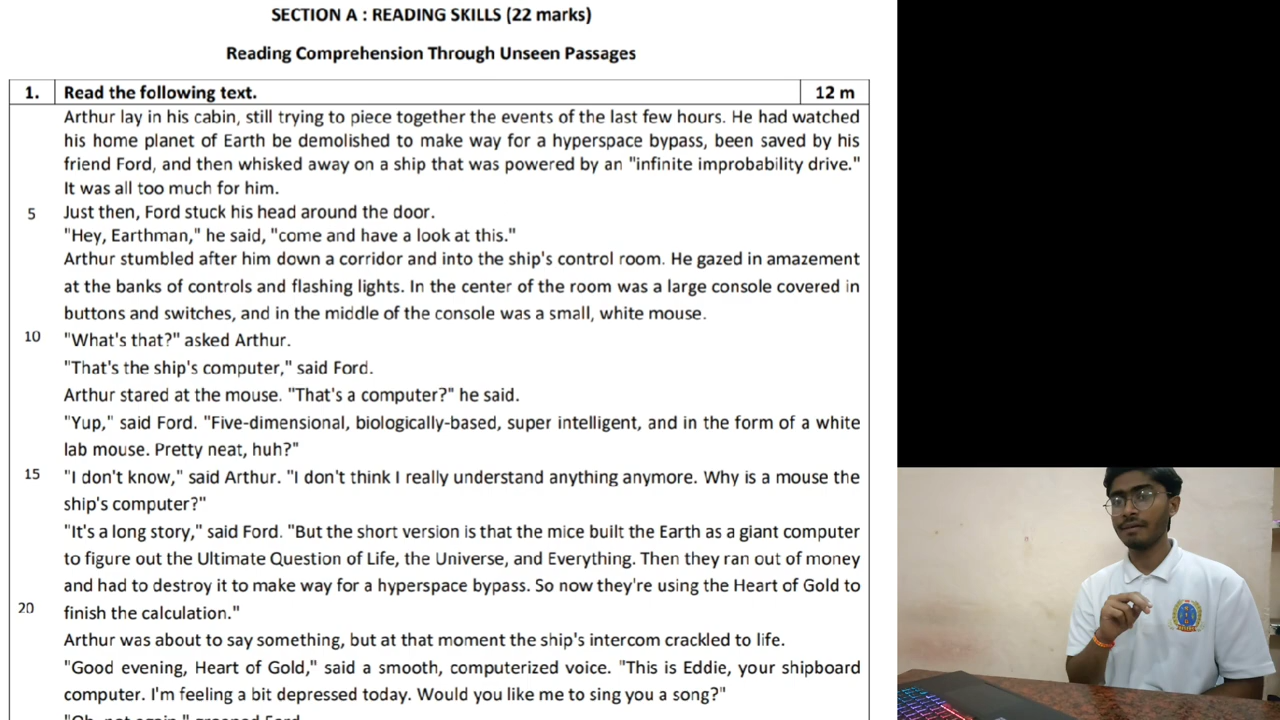 SECTION A : READING SKILLS (22 marks)
Reading Comprehension Through Unseen Passages
1. Read the following text. 12 m
Arthur lay in his cabin, still trying to piece together the events of the last few hours. He had watched
his home planet of Earth be demolished to make way for a hyperspace bypass, been saved by his
friend Ford, and then whisked away on a ship that was powered by an "infinite improbability drive."
It was all too much for him.
5 Just then, Ford stuck his head around the door.
"Hey, Earthman," he said, "come and have a look at this."
Arthur stumbled after him down a corridor and into the ship's control room. He gazed in amazement
at the banks of controls and flashing lights. In the center of the room was a large console covered in
buttons and switches, and in the middle of the console was a small, white mouse.
10 "What's that?" asked Arthur.
"That's the ship's computer," said Ford.
Arthur stared at the mouse. "That's a computer?" he said.
"Yup," said Ford. "Five-dimensional, biologically-based, super intelligent, and in the form of a white
lab mouse. Pretty neat, huh?"
15 "I don't know," said Arthur. "I don't think I really understand anything anymore. Why is a mouse the
ship's computer?"
"It's a long story," said Ford. "But the short version is that the mice built the Earth as a giant computer
to figure out the Ultimate Question of Life, the Universe, and Everything. Then they ran out of money
and had to destroy it to make way for a hyperspace bypass. So now they're using the Heart of Gold to
20 finish the calculation."
Arthur was about to say something, but at that moment the ship's intercom crackled to life.
"Good evening, Heart of Gold," said a smooth, computerized voice. "This is Eddie, your shipboard
computer. I'm feeling a bit depressed today. Would you like me to sing you a song?"